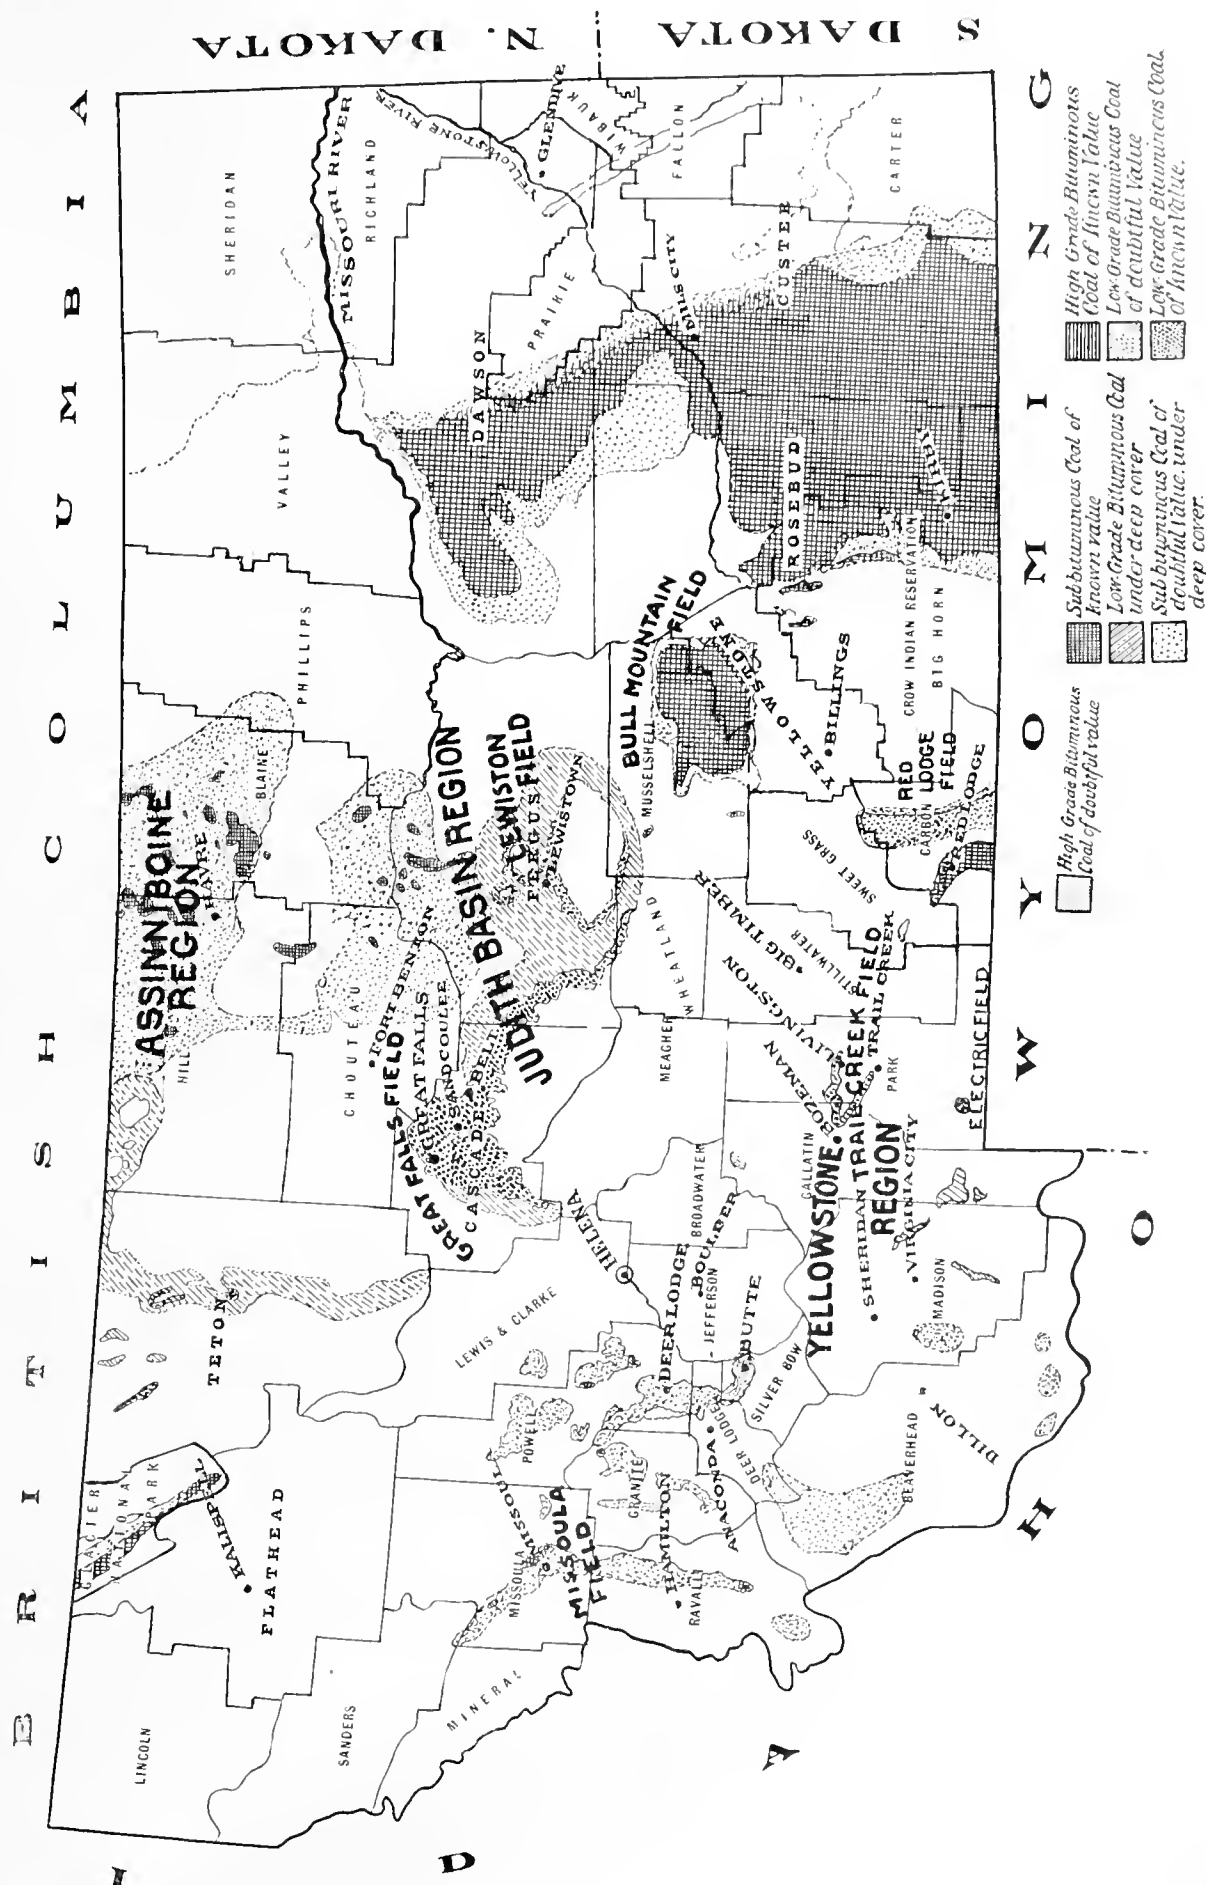 BRITISH COLUMBIA
N. DAKOTA
S DAKOTA
WYOMING
IDAHO
LINCOLN
FLATHEAD
KALISPELL
GLACIER
NATIONAL
PARK
TETON
HILL
ASSINNIBOINE
REGION
HAVRE
BLAINE
PHILLIPS
VALLEY
SHERIDAN
MISSOURI RIVER
RICHLAND
YELLOWSTONE RIVER
GLENDIVE
WIBAUX
DAWSON
PRAIRIE
FALLON
MILS CITY
CUSTER
CARTER
ROSEBUD
KIRBY
SANDERS
MINERAL
MISSOULA
MISSOULA
MISSOULA
FIELD
POWELL
GRANITE
HAMILTON
RAVALLI
LEWIS & CLARKE
HELENA
DEER LODGE
DEER LODGE
ANACONDA
SILVER BOW
BUTTE
JEFFERSON
BOULDER
BROADWATER
BEAVERHEAD
DILLON
MADISON
VIRGINIA CITY
SHERIDAN
CHOUTEAU
FORT BENTON
GREAT FALLS FIELD
GREAT FALLS
SANDCOULEE
CASCADE
BELT
JUDITH BASIN REGION
LEWISTON
FIELD
FERGUS
LEWISTOWN
MEAGHER
WHEATLAND
MUSSELSHELL
BULL MOUNTAIN
FIELD
YELLOWSTONE
BILLINGS
CROW INDIAN RESERVATION
BIG HORN
RED
LODGE
FIELD
CARBON
RED LODGE
SWEET GRASS
BIG TIMBER
STILLWATER
LIVINGSTON
BOZEMAN
GALLATIN
YELLOWSTONE
REGION
TRAIL CREEK FIELD
TRAIL CREEK
PARK
ELECTRIC FIELD
High Grade Bituminous
Coal of doubtful value
Subbituminous Coal of
known value
Low Grade Bituminous Coal
under deep cover
Subbituminous Coal of
doubtful Value. under
deep cover.
High Grade Bituminous
Coal of Known Value
Low Grade Bituminous Coal
of doubtful Value
Low Grade Bituminous Coal.
of known Value.